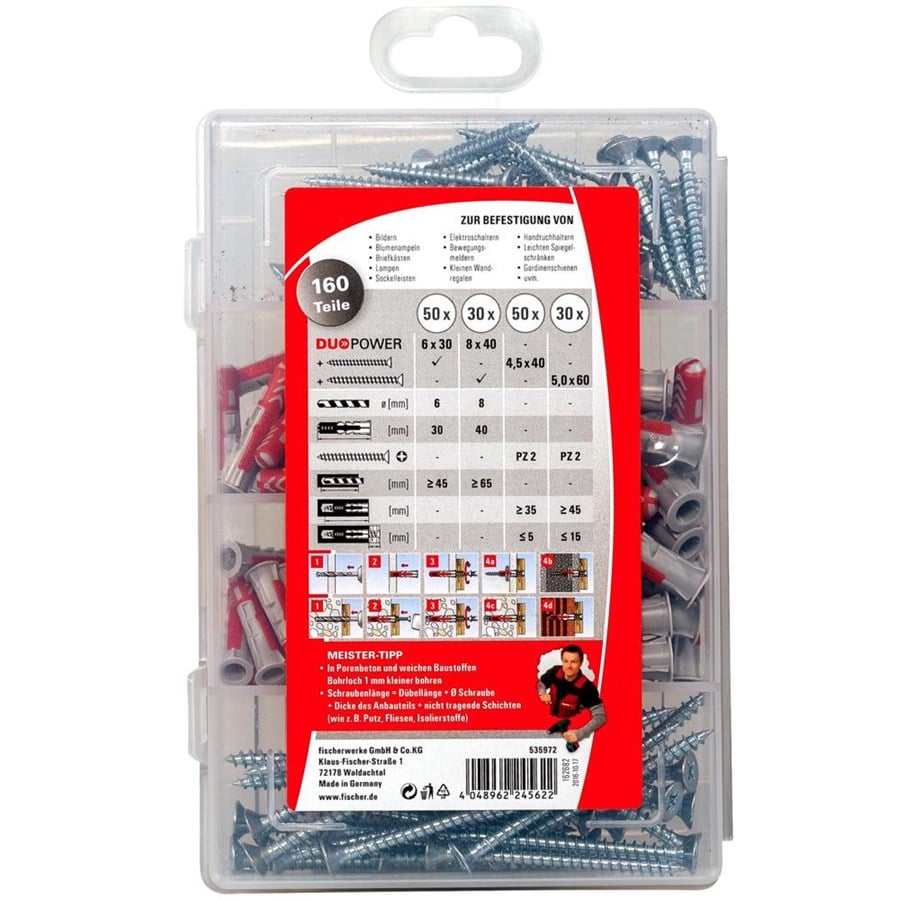 ZUR BEFESTIGUNG VON
• Bildern
• Blumenampeln
• Briefkästen
• Lampen
• Sockelleisten
• Elektroschaltern
• Bewegungs-
meldern
• Kleinen Wand-
regalen
• Handtuchhaltern
• Leichten Spiegel-
schränken
• Gardinenschienen
• uvm.
160
Teile
50 x 30 x 50 x 30 x
DUOPOWER 6 x 30 8 x 40 - -
+ ✓ - 4,5 x 40 -
+ - ✓ - 5,0 x 60
ø [mm] 6 8 - -
[mm] 30 40 - -
- - PZ 2 PZ 2
[mm] ≥ 45 ≥ 65 - -
[mm] - - ≥ 35 ≥ 45
- - ≤ 5 ≤ 15
1 2 3 4a 4b
1 2 3 4c 4d
MEISTER-TIPP
• In Porenbeton und weichen Baustoffen
Bohrloch 1 mm kleiner bohren
• Schraubenlänge = Dübellänge + Ø Schraube
+ Dicke des Anbauteils + nicht tragende Schichten
(wie z. B. Putz, Fliesen, Isolierstoffe)
fischerwerke GmbH & Co.KG
Klaus-Fischer-Straße 1
72178 Waldachtal
Made in Germany
www.fischer.de
535972
4 048962 245622
162682
2016-10-17